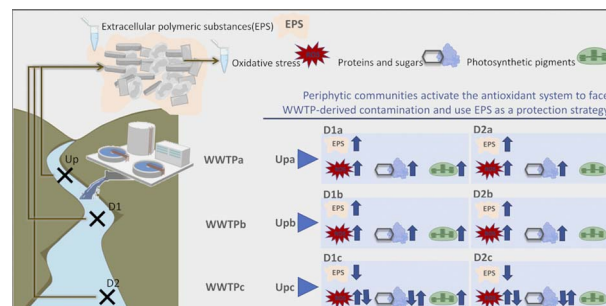 Extracellular polymeric substances(EPS)
EPS
Oxidative stress
Proteins and sugars
Photosynthetic pigments
Periphytic communities activate the antioxidant system to face
WWTP-derived contamination and use EPS as a protection strategy
Up
D1
D2
WWTPa
Upa
D1a
EPS
D2a
EPS
WWTPb
Upb
D1b
EPS
D2b
EPS
WWTPc
Upc
D1c
EPS
D2c
EPS